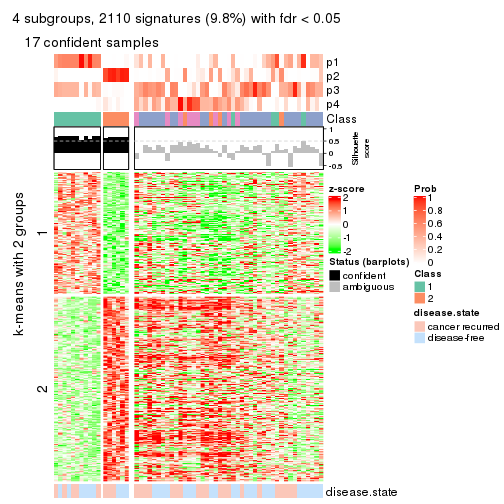 4 subgroups, 2110 signatures (9.8%) with fdr < 0.05
17 confident samples
p1
p2
p3
p4
Class
1
0.5
0
-0.5
Silhouette
score
k-means with 2 groups
1
2
z-score
2
1
0
-1
-2
Status (barplots)
confident
ambiguous
Prob
1
0.8
0.6
0.4
0.2
0
Class
1
2
disease.state
cancer recurred
disease-free
disease.state